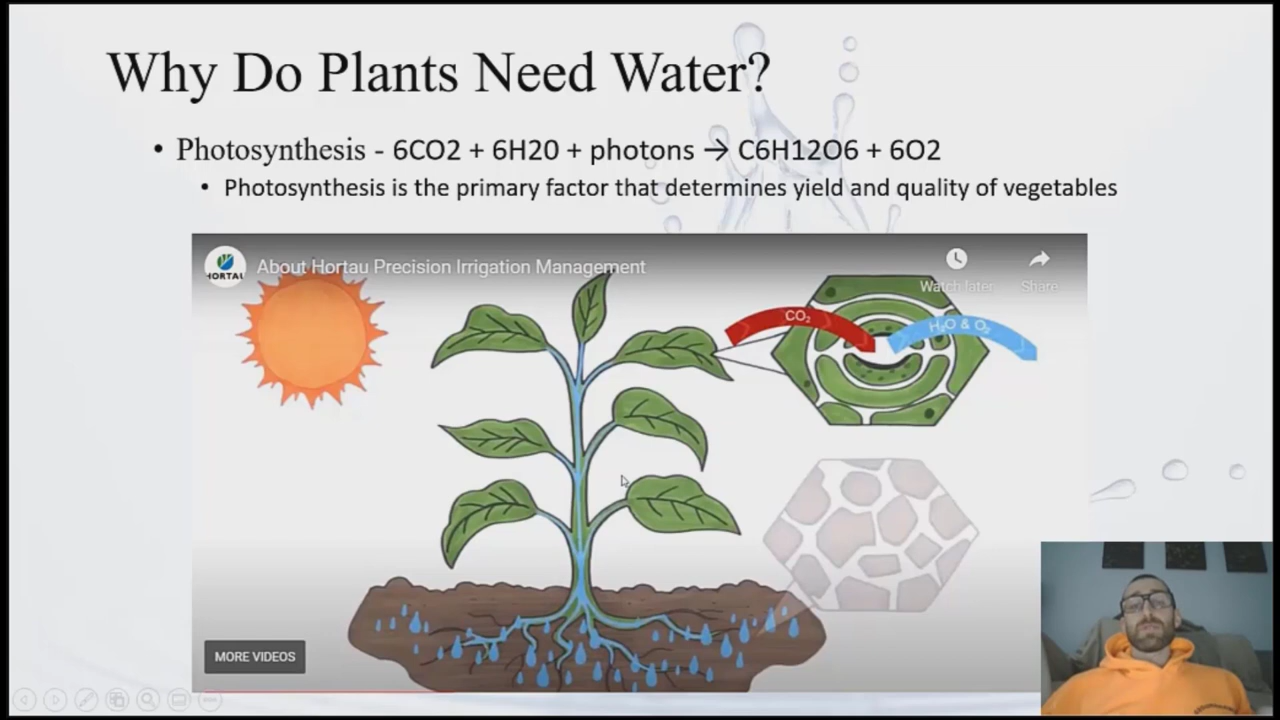 Why Do Plants Need Water?
• Photosynthesis - 6CO2 + 6H20 + photons → C6H12O6 + 6O2
• Photosynthesis is the primary factor that determines yield and quality of vegetables
HORTAU
About Hortau Precision Irrigation Management
Watch later
Share
CO₂
H₂O & O₂
MORE VIDEOS